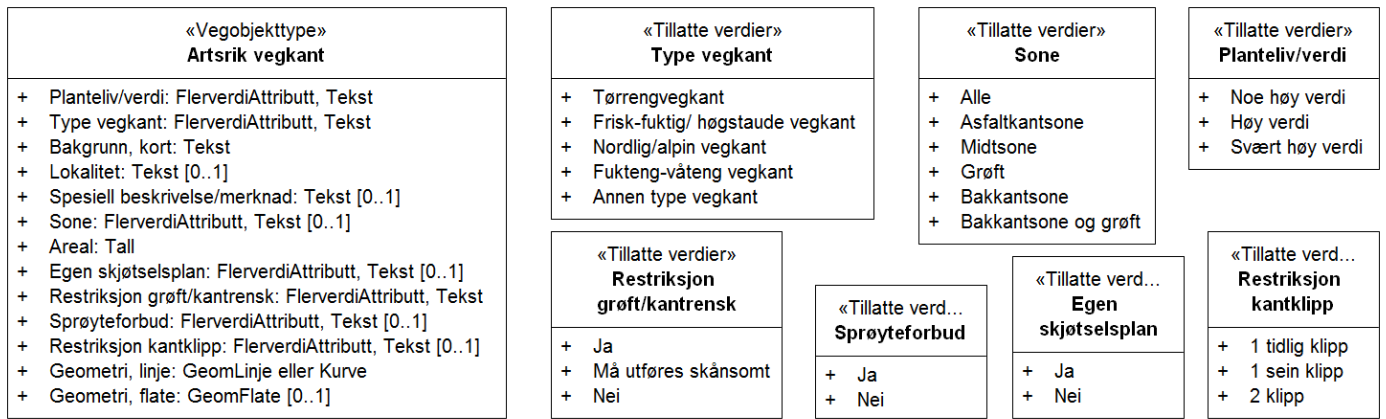 «Vegobjekttype»
Artsrik vegkant
+ Planteliv/verdi: FlerverdiAttributt, Tekst
+ Type vegkant: FlerverdiAttributt, Tekst
+ Bakgrunn, kort: Tekst
+ Lokalitet: Tekst [0..1]
+ Spesiell beskrivelse/merknad: Tekst [0..1]
+ Sone: FlerverdiAttributt, Tekst [0..1]
+ Areal: Tall
+ Egen skjøtselsplan: FlerverdiAttributt, Tekst [0..1]
+ Restriksjon grøft/kantrensk: FlerverdiAttributt, Tekst
+ Sprøyteforbud: FlerverdiAttributt, Tekst [0..1]
+ Restriksjon kantklipp: FlerverdiAttributt, Tekst [0..1]
+ Geometri, linje: GeomLinje eller Kurve
+ Geometri, flate: GeomFlate [0..1]
«Tillatte verdier»
Type vegkant
+ Tørrengvegkant
+ Frisk-fuktig/ høgstaude vegkant
+ Nordlig/alpin vegkant
+ Fukteng-våteng vegkant
+ Annen type vegkant
«Tillatte verdier»
Sone
+ Alle
+ Asfaltkantsone
+ Midtsone
+ Grøft
+ Bakkantsone
+ Bakkantsone og grøft
«Tillatte verdier»
Planteliv/verdi
+ Noe høy verdi
+ Høy verdi
+ Svært høy verdi
«Tillatte verdier»
Restriksjon
grøft/kantrensk
+ Ja
+ Må utføres skånsomt
+ Nei
«Tillatte verd...
Sprøyteforbud
+ Ja
+ Nei
«Tillatte verd...
Egen
skjøtselsplan
+ Ja
+ Nei
«Tillatte verd...
Restriksjon
kantklipp
+ 1 tidlig klipp
+ 1 sein klipp
+ 2 klipp